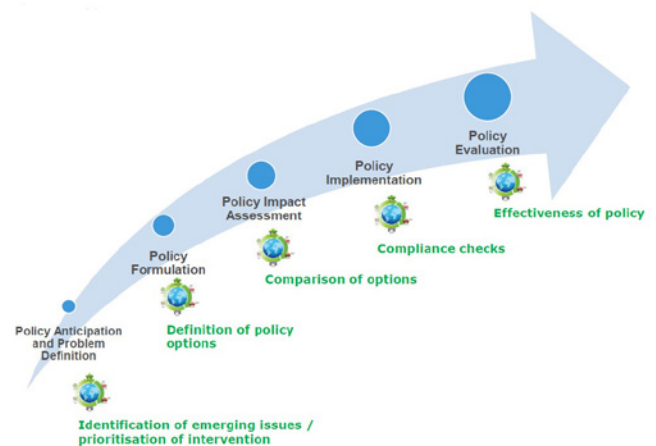 Policy Anticipation
and Problem
Definition
Identification of emerging issues /
prioritisation of intervention
Policy
Formulation
Definition of policy
options
Policy Impact
Assessment
Comparison of options
Policy
Implementation
Compliance checks
Policy
Evaluation
Effectiveness of policy